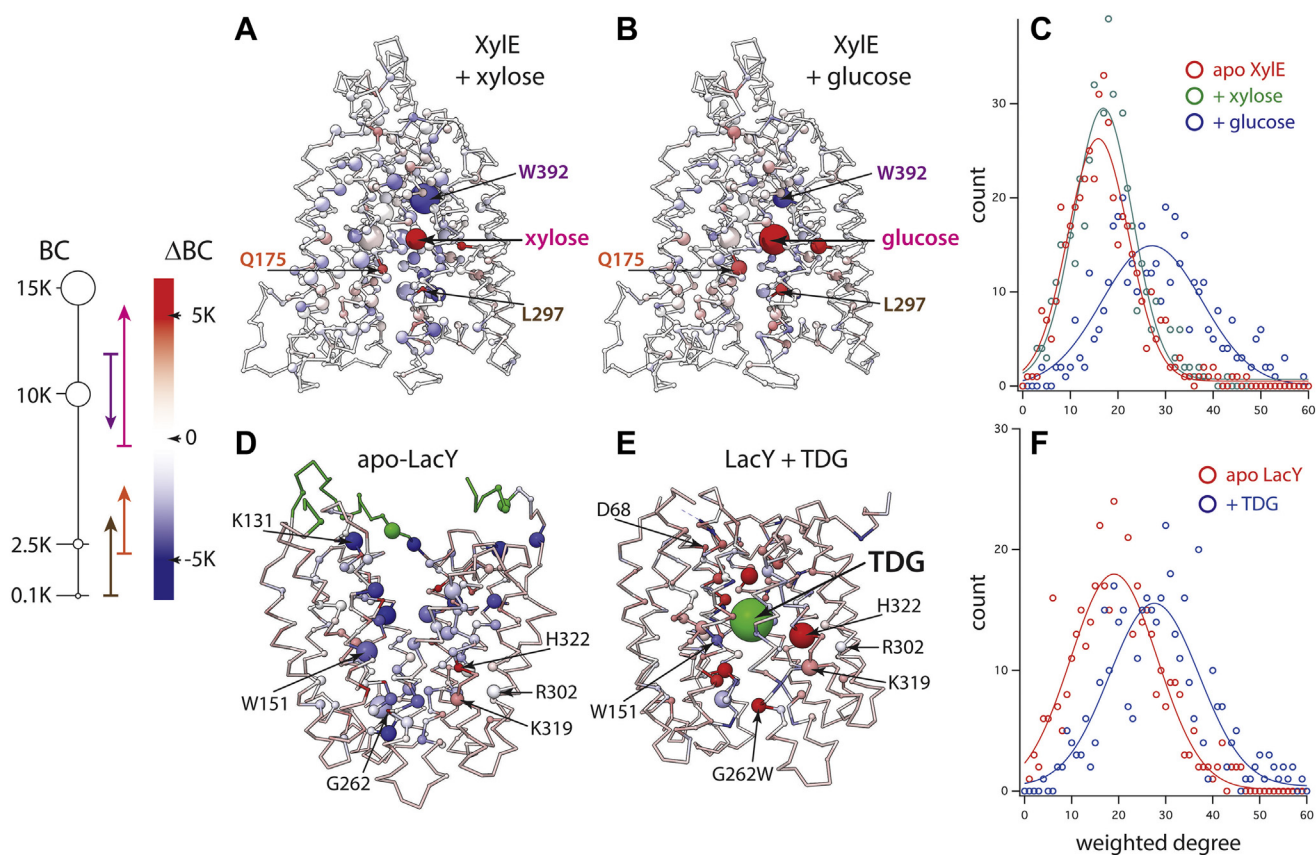 A
XylE
+ xylose
W392
xylose
Q175
L297
B
XylE
+ glucose
W392
glucose
Q175
L297
C
apo XylE
+ xylose
+ glucose
30
20
10
0
count
0
10
20
30
40
50
60
BC
ΔBC
15K
10K
2.5K
0.1K
5K
0
-5K
D
apo-LacY
K131
W151
G262
H322
R302
K319
E
LacY + TDG
D68
TDG
H322
R302
K319
W151
G262W
F
apo LacY
+ TDG
30
20
10
0
count
0
10
20
30
40
50
60
weighted degree